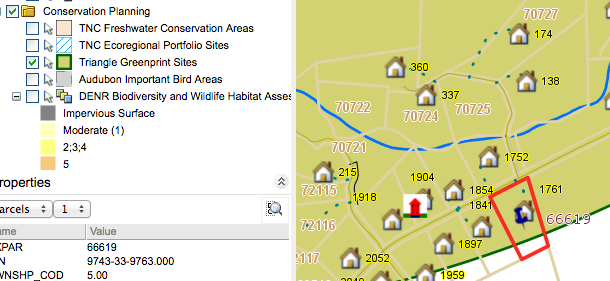 Conservation Planning
TNC Freshwater Conservation Areas
TNC Ecoregional Portfolio Sites
Triangle Greenprint Sites
Audubon Important Bird Areas
DENR Biodiversity and Wildlife Habitat Asses
Impervious Surface
Moderate (1)
2;3;4
5
roperties
arcels 1
ame Value
KPAR 66619
N 9743-33-9763.000
WNSHP_COD 5.00
70727
174
360
138
337
70722
70724
70725
70721
1752
215
1904
72115
1918
1854
1761
1841
66619
72116
1897
72117
2052
2049
1959